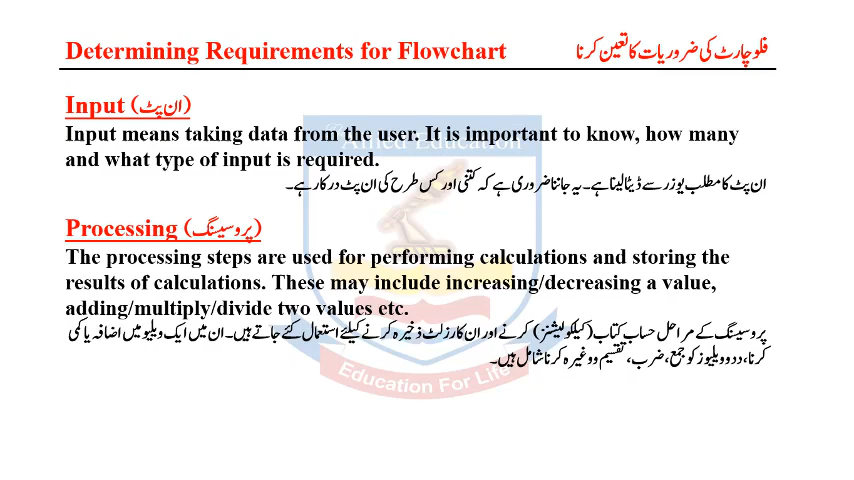 Determining Requirements for Flowchart
فلو چارٹ کی ضروریات کا تعین کرنا
Input (ان پٹ)
Input means taking data from the user. It is important to know, how many
and what type of input is required.
ان پٹ کا مطلب یوزر سے ڈیٹا لینا ہے۔ یہ جاننا ضروری ہے کہ کتنی اور کس طرح کی ان پٹ درکار ہے۔
Processing (پروسیسنگ)
The processing steps are used for performing calculations and storing the
results of calculations. These may include increasing/decreasing a value,
adding/multiply/divide two values etc.
پروسیسنگ کے مراحل حساب کتاب (کیلکولیشنز) کرنے اور ان کا رزلٹ ذخیرہ کرنے کیلئے استعمال کئے جاتے ہیں۔ ان میں ایک ویلیو میں اضافہ یا کمی
کرنا، دد وویلیوز کو جمع، ضرب، تقسیم و وغیرہ کرنا شامل ہیں۔
Allied Education
Education For Life